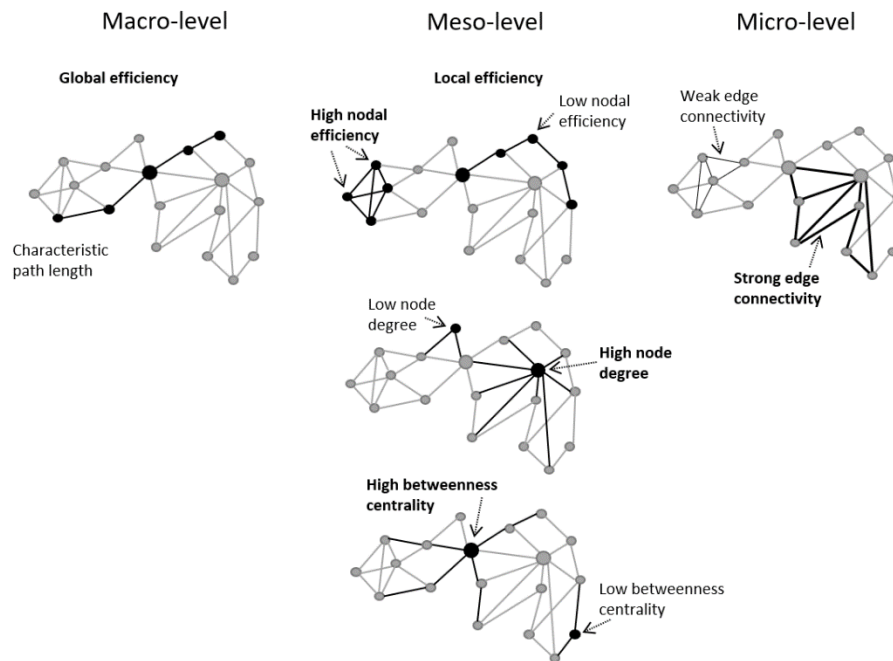 Macro-level
Meso-level
Micro-level
Global efficiency
Characteristic
path length
Local efficiency
High nodal
efficiency
Low nodal
efficiency
Low node
degree
High node
degree
High betweenness
centrality
Low betweenness
centrality
Weak edge
connectivity
Strong edge
connectivity